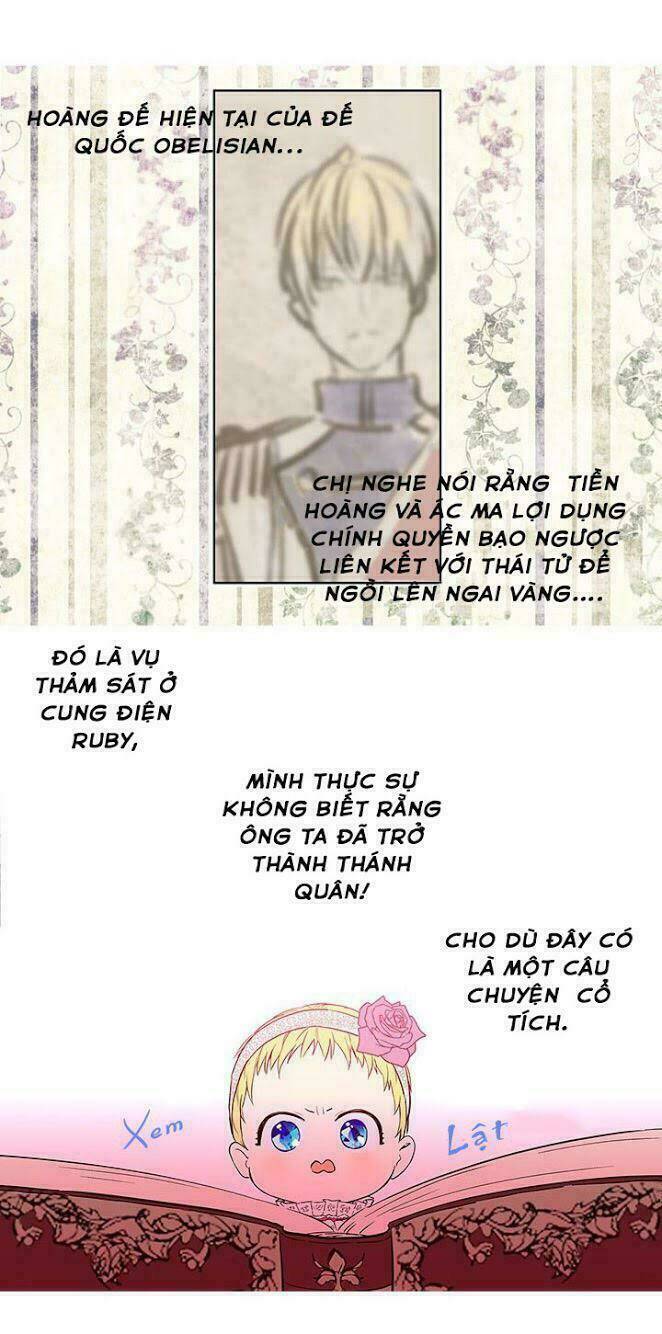 HOÀNG ĐẾ HIỆN TẠI CỦA ĐẾ
QUỐC OBELISIAN...
CHỊ NGHE NÓI RẢNG TIỀN
HOÀNG VÀ ÁC MA LỢI DỤNG
CHÍNH QUYỀN BẠO NGƯỢC
LIÊN KẾT VỚI THÁI TỬ ĐỂ
NGỒI LÊN NGAI VÀNG....
ĐÓ LÀ VỤ
THẢM SÁT Ở
CUNG ĐIỆN
RUBY,
MÌNH THỰC SỰ
KHÔNG BIẾT RẰNG
ÔNG TA ĐÃ TRỞ
THÀNH THÁNH
QUÂN!
CHO DÙ ĐÂY CÓ
LÀ MỘT CÂU
CHUYỆN CỔ
TÍCH.
Xem
Lật